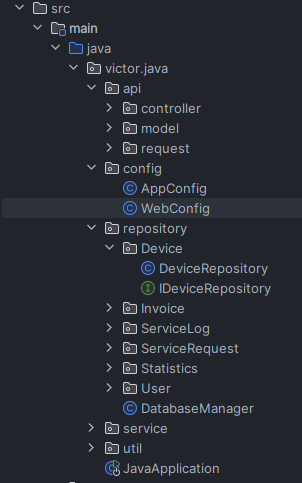 src
main
java
victor.java
api
controller
model
request
config
AppConfig
WebConfig
repository
Device
DeviceRepository
IDeviceRepository
Invoice
ServiceLog
ServiceRequest
Statistics
User
DatabaseManager
service
util
JavaApplication